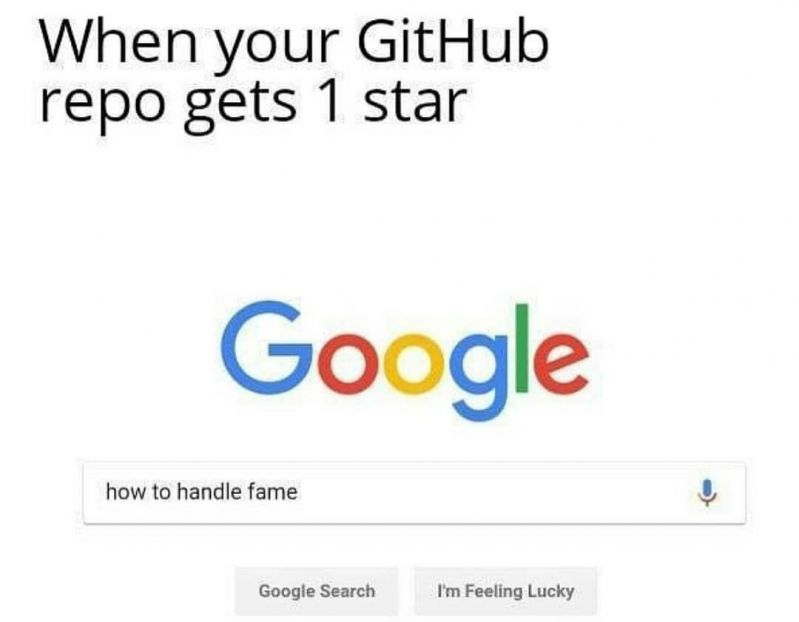 When your GitHub
repo gets 1 star
Google
how to handle fame
Google Search
I'm Feeling Lucky